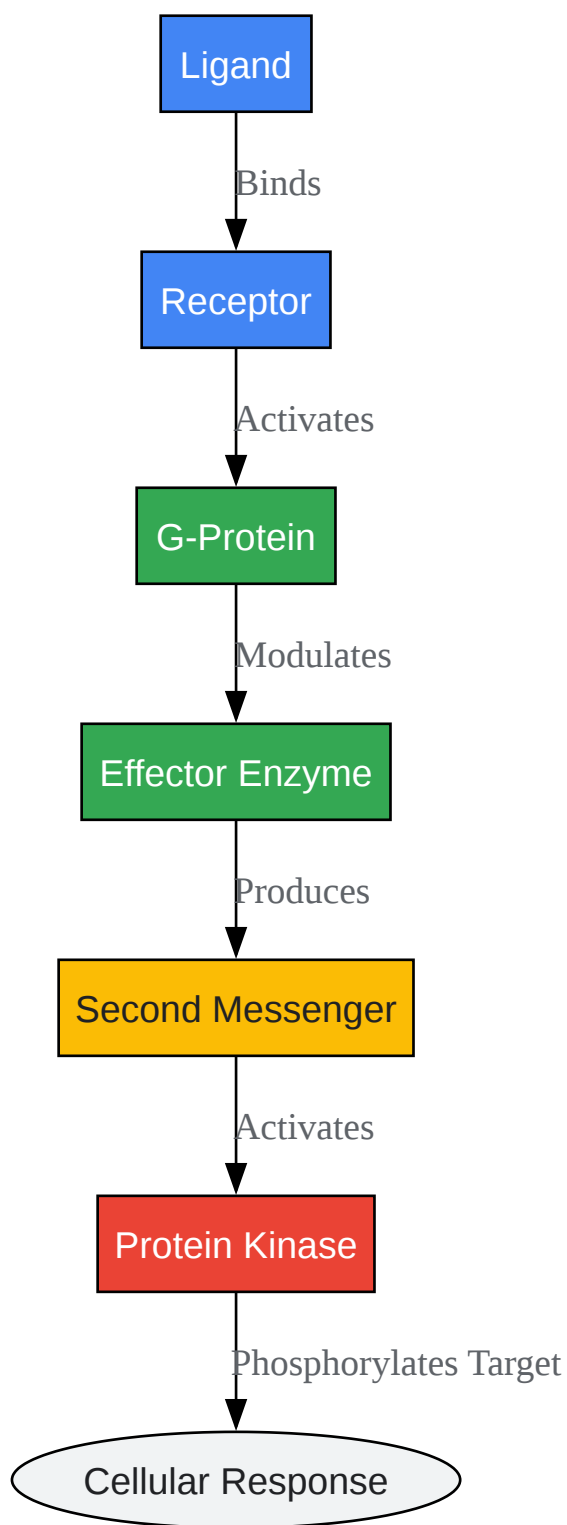 Ligand
Binds
Receptor
Activates
G-Protein
Modulates
Effector Enzyme
Produces
Second Messenger
Activates
Protein Kinase
Phosphorylates Target
Cellular Response